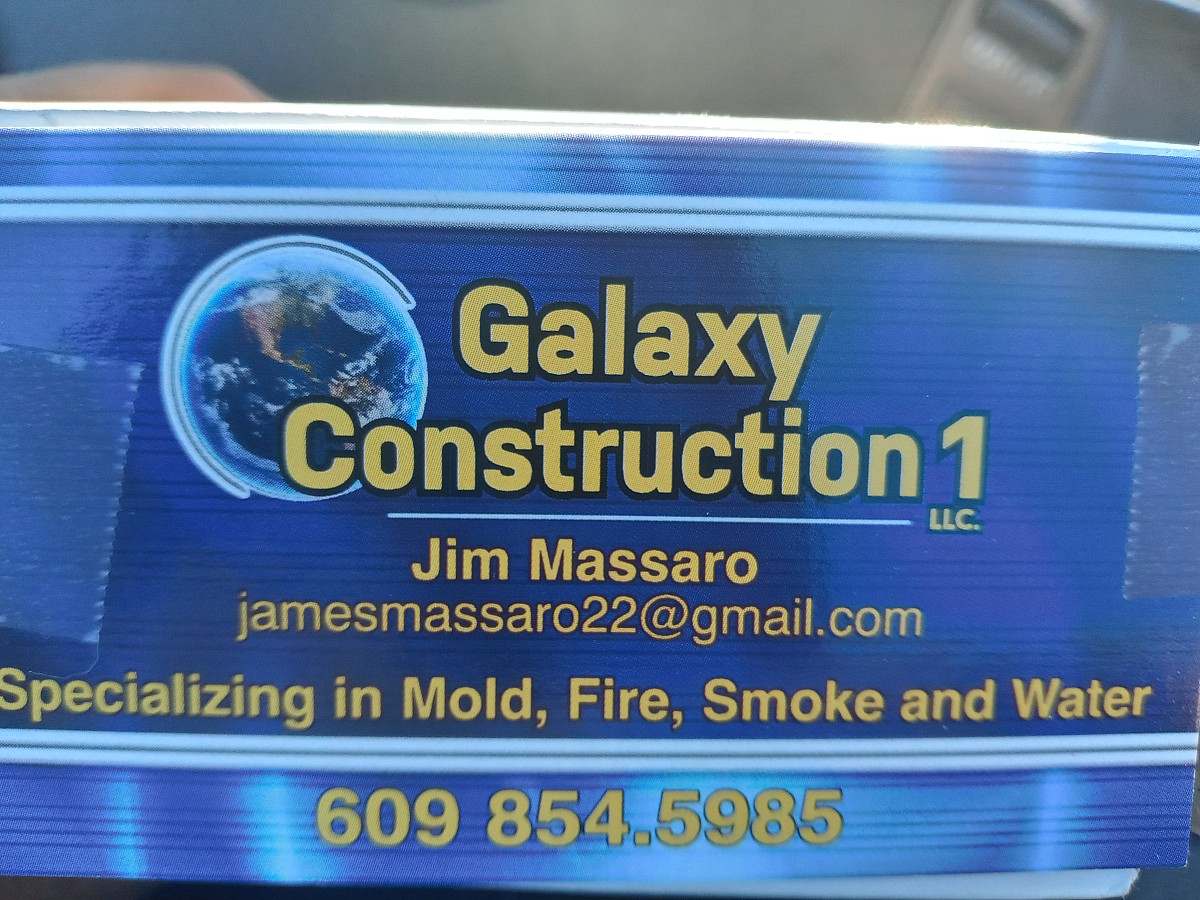 Galaxy
Construction 1
LLC.
Jim Massaro
jamesmassaro22@gmail.com
Specializing in Mold, Fire, Smoke and Water
609 854.5985